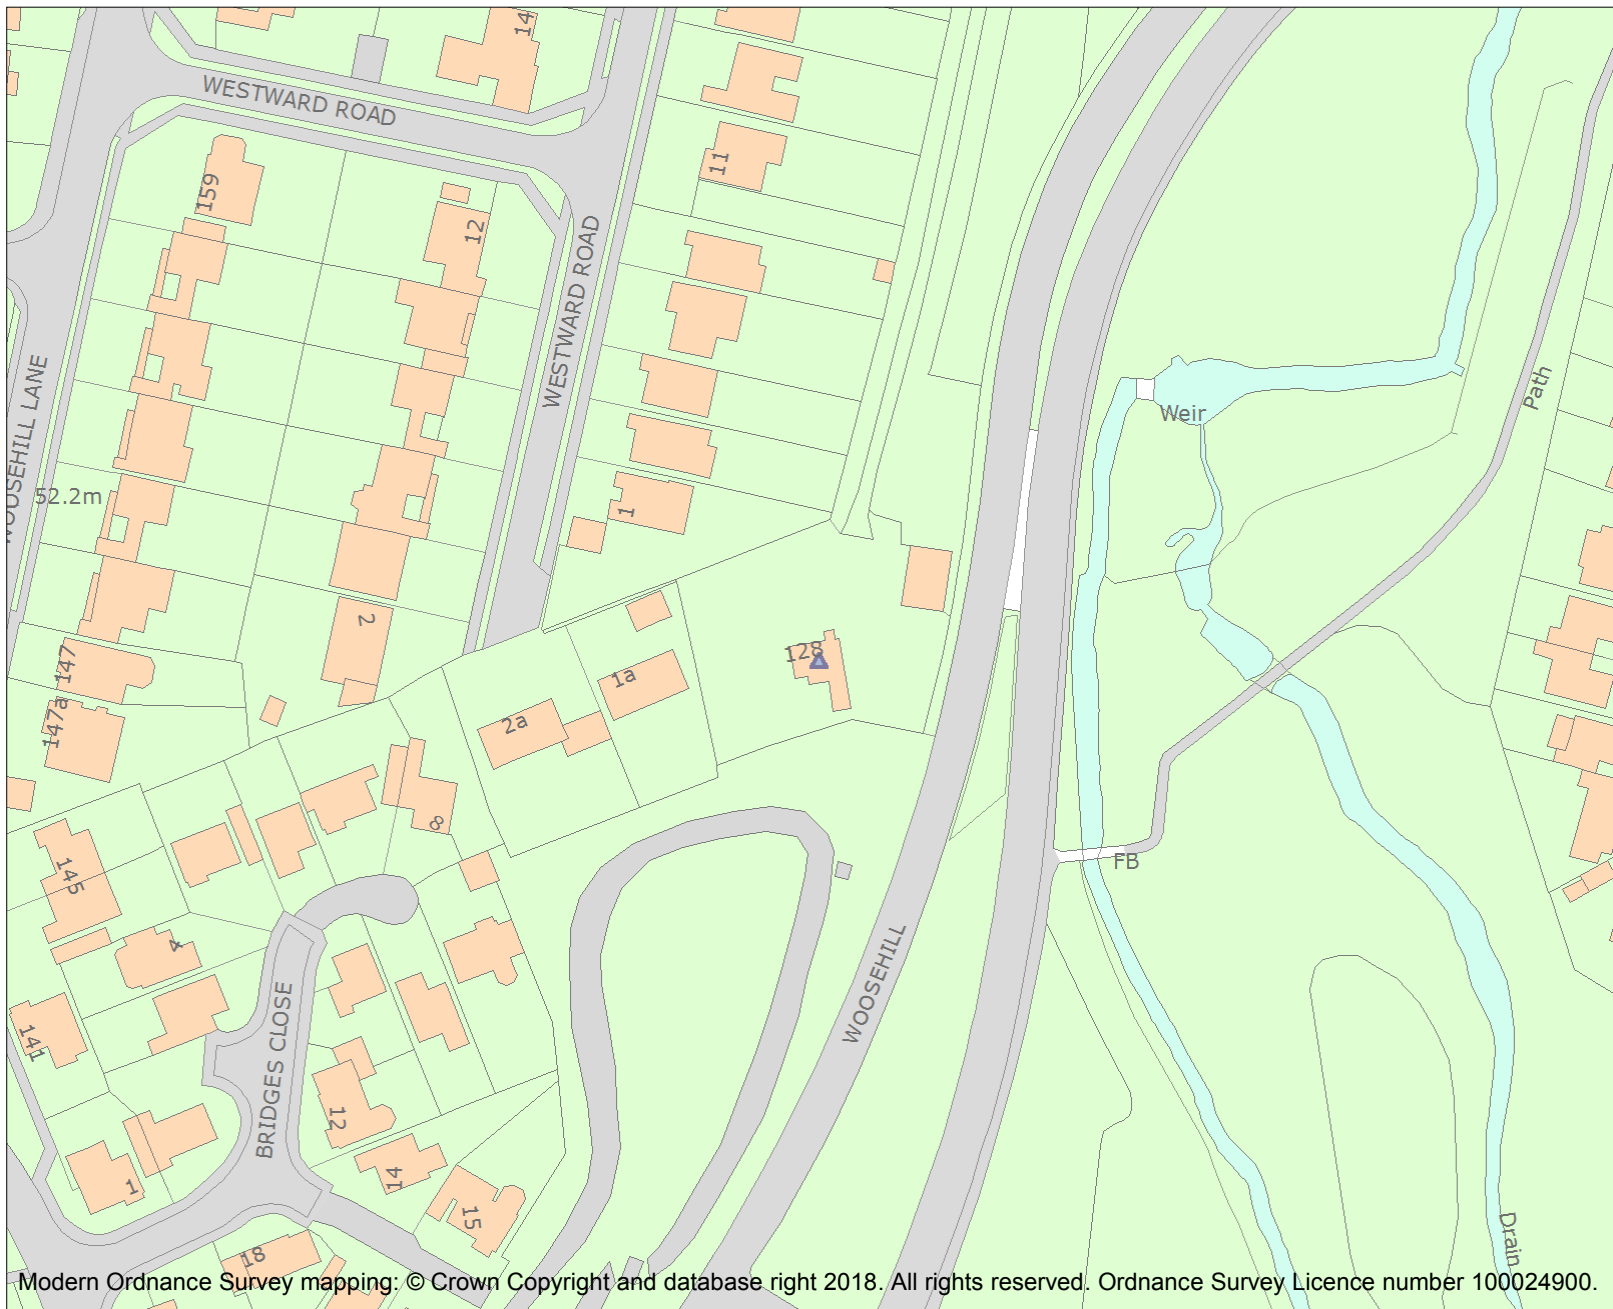 14
WESTWARD ROAD
11
159
12
WESTWARD ROAD
WOOSEHILL LANE
Path
Weir
52.2m
1
2
128
147
1a
147a
2a
8
FB
145
4
WOOSEHILL
141
BRIDGES CLOSE
12
14
1
15
Drain
18
Modern Ordnance Survey mapping: © Crown Copyright and database right 2018. All rights reserved. Ordnance Survey Licence number 100024900.